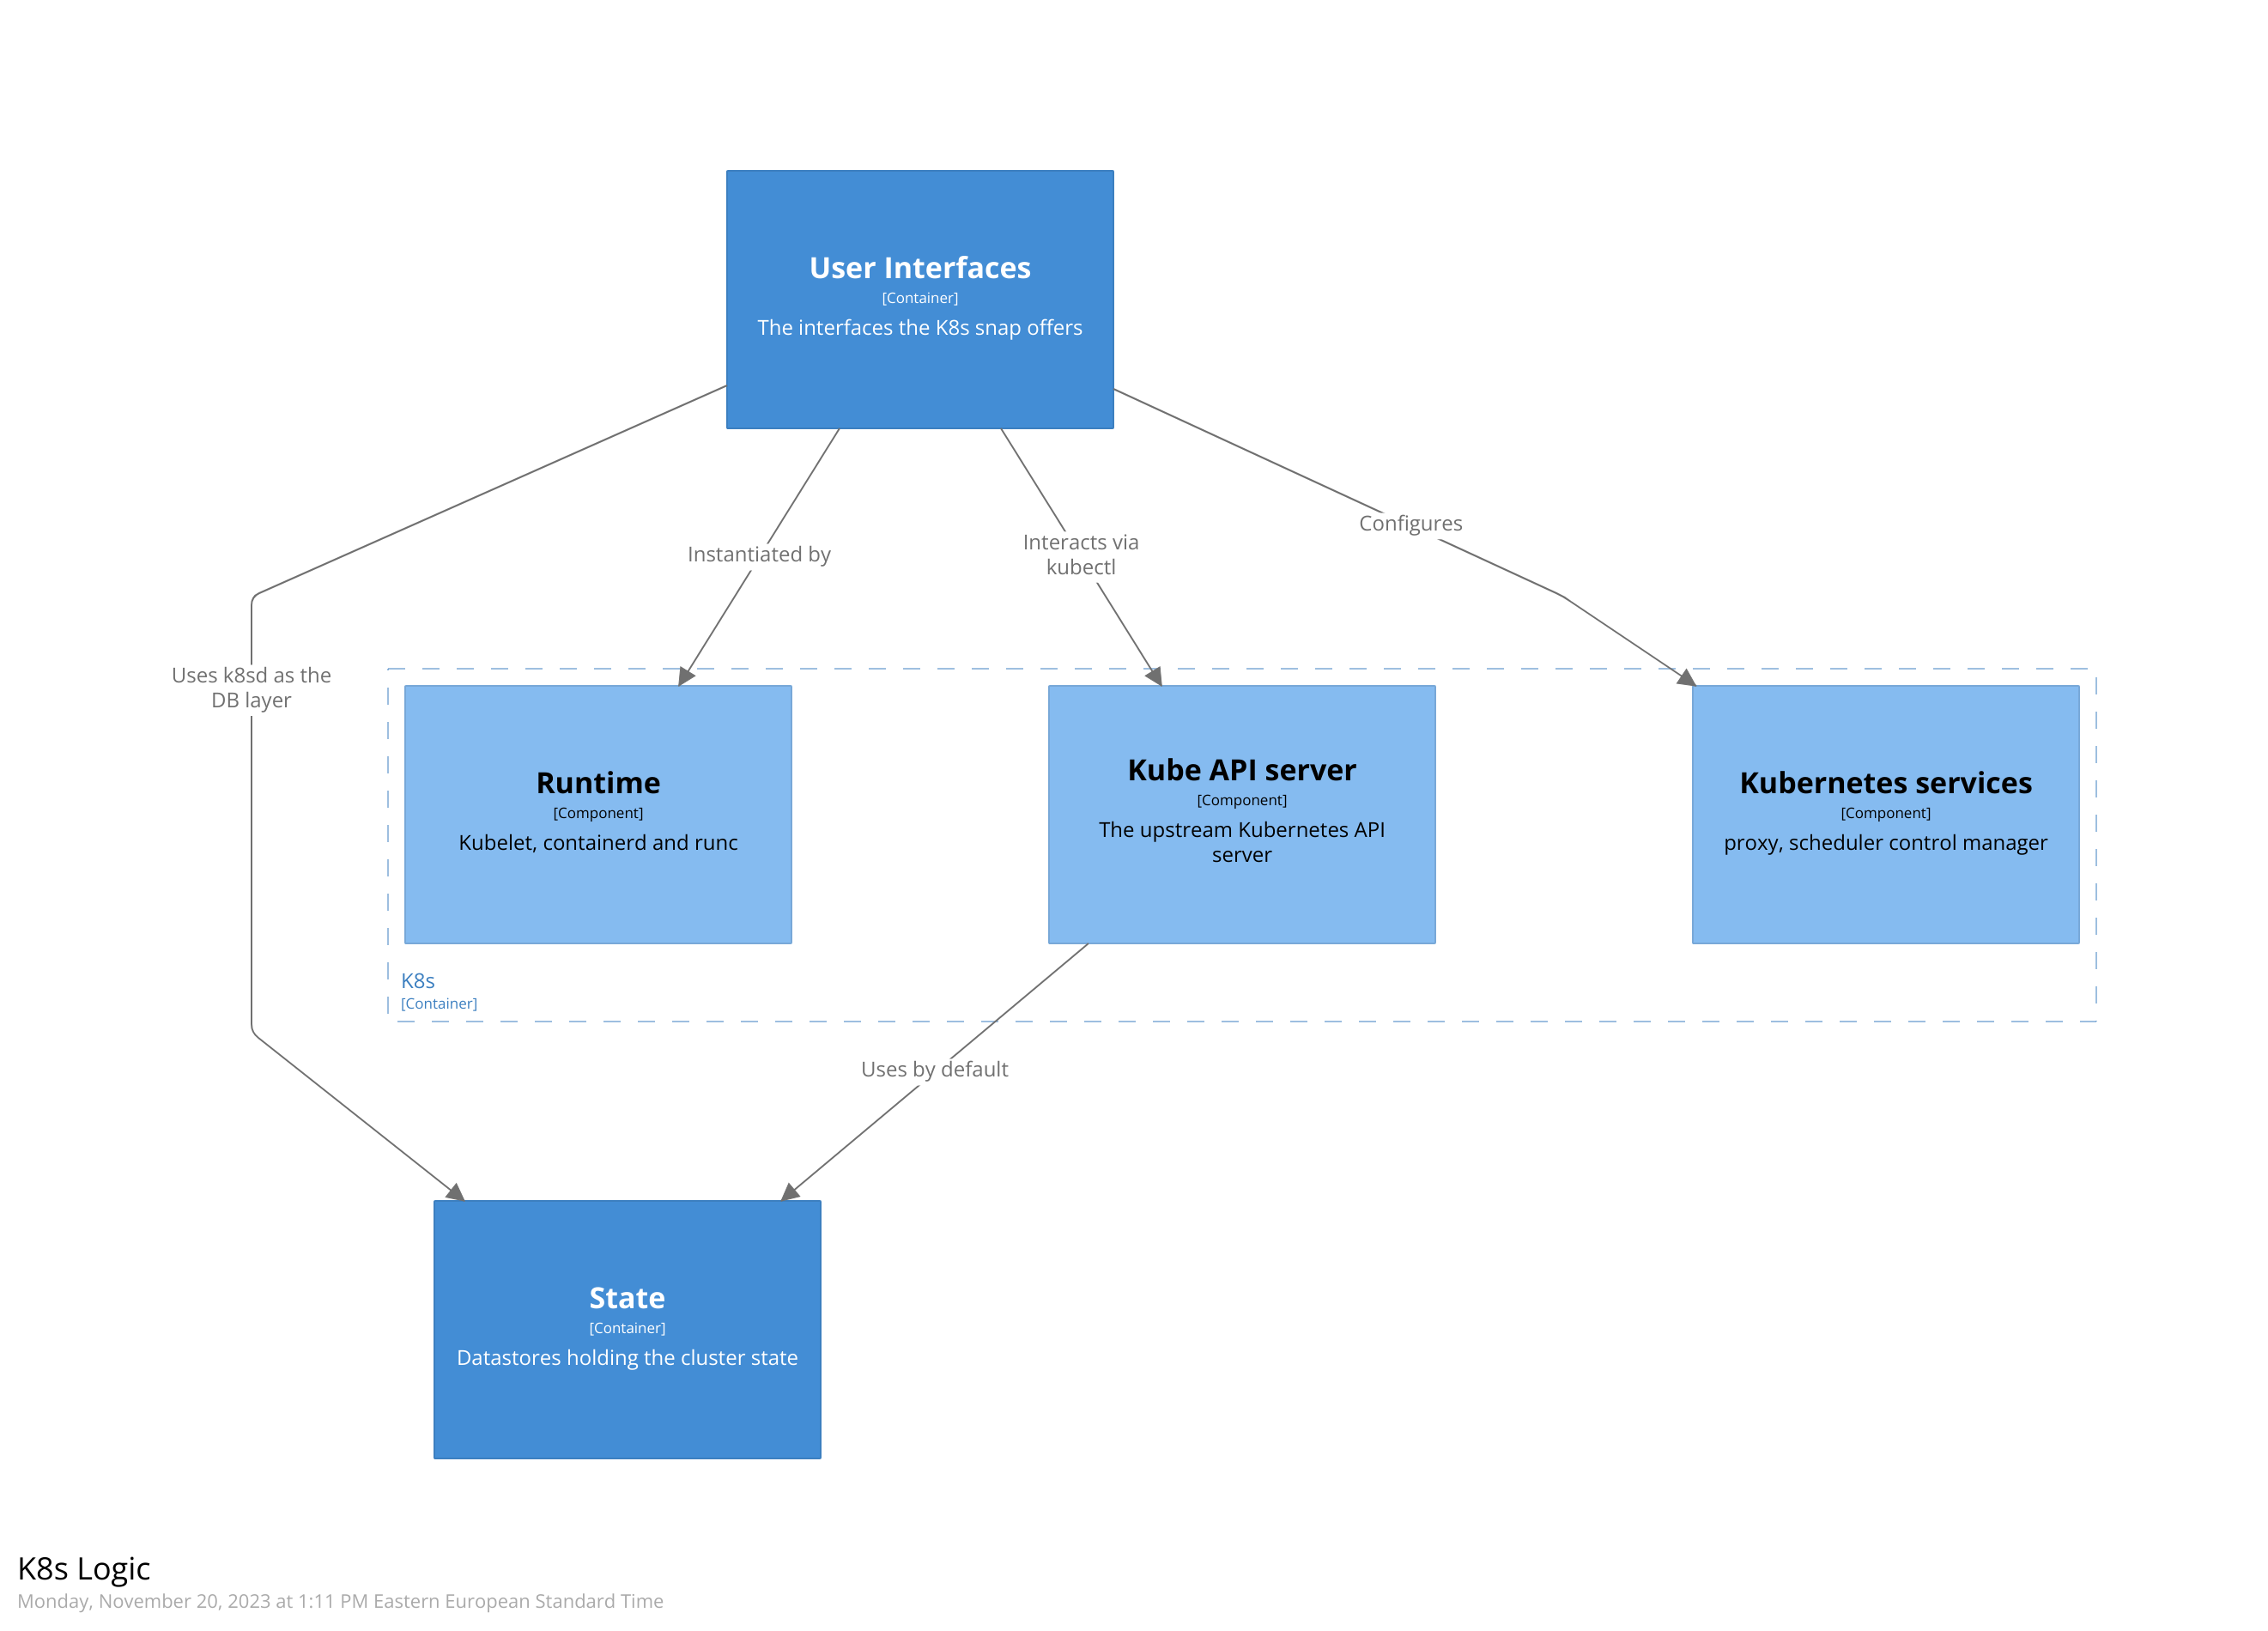 User Interfaces
[Container]
The interfaces the K8s snap offers
Configures
Instantiated by
Interacts via
kubectl
Uses k8sd as the
DB layer
Runtime
[Component]
Kubelet, containerd and runc
Kube API server
[Component]
The upstream Kubernetes API
server
Kubernetes services
[Component]
proxy, scheduler control manager
K8s
[Container]
Uses by default
State
[Container]
Datastores holding the cluster state
K8s Logic
Monday, November 20, 2023 at 1:11 PM Eastern European Standard Time